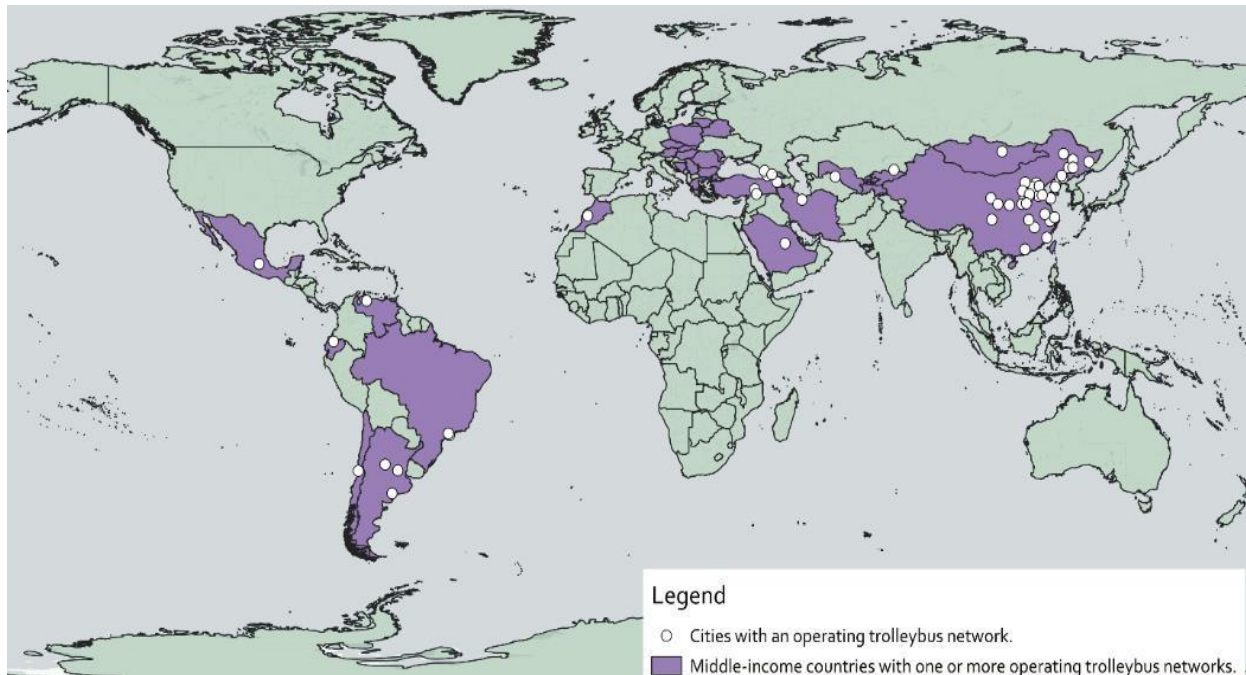 Legend
Cities with an operating trolleybus network.
Middle-income countries with one or more operating trolleybus networks.